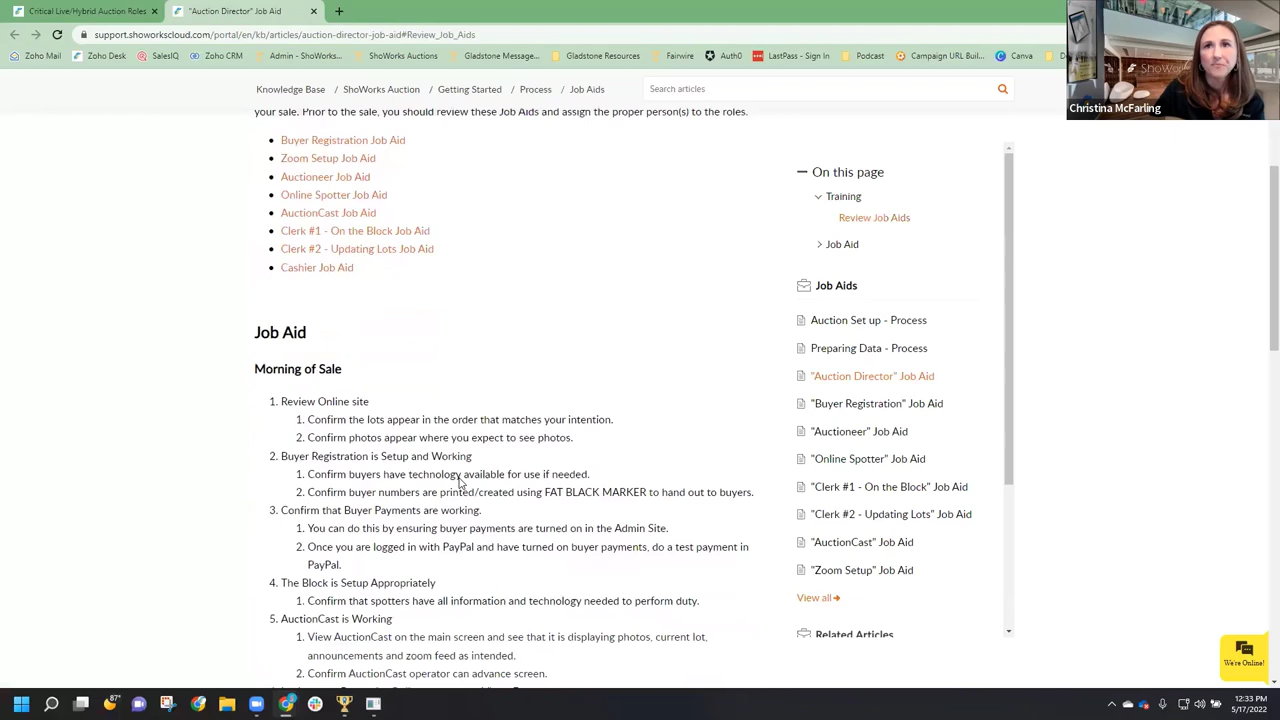 Critical Live/Hybrid Auction Roles
"Auction Director" Job Aid
support.showorkscloud.com/portal/en/kb/articles/auction-director-job-aid#Review_Job_Aids
Zoho Mail
Zoho Desk
SalesIQ
Zoho CRM
Admin - ShoWorks...
ShoWorks Auctions
Gladstone Messag...
Gladstone Resources
Fairwire
Auth0
LastPass - Sign In
Podcast
Campaign URL Buil...
Canva
(1) Facebook
Christina McFarling
Knowledge Base / ShoWorks Auction / Getting Started / Process / Job Aids
Search articles
your sale. Prior to the sale, you should review these Job Aids and assign the proper person(s) to the roles.
Buyer Registration Job Aid
Zoom Setup Job Aid
Auctioneer Job Aid
Online Spotter Job Aid
AuctionCast Job Aid
Clerk #1 - On the Block Job Aid
Clerk #2 - Updating Lots Job Aid
Cashier Job Aid
Job Aid
Morning of Sale
1. Review Online site
1. Confirm the lots appear in the order that matches your intention.
2. Confirm photos appear where you expect to see photos.
2. Buyer Registration is Setup and Working
1. Confirm buyers have technology available for use if needed.
2. Confirm buyer numbers are printed/created using FAT BLACK MARKER to hand out to buyers.
3. Confirm that Buyer Payments are working.
1. You can do this by ensuring buyer payments are turned on in the Admin Site.
2. Once you are logged in with PayPal and have turned on buyer payments, do a test payment in
PayPal.
4. The Block is Setup Appropriately
1. Confirm that spotters have all information and technology needed to perform duty.
5. AuctionCast is Working
1. View AuctionCast on the main screen and see that it is displaying photos, current lot,
announcements and zoom feed as intended.
2. Confirm AuctionCast operator can advance screen.
On this page
Training
Review Job Aids
Job Aid
Job Aids
Auction Set up - Process
Preparing Data - Process
"Auction Director" Job Aid
"Buyer Registration" Job Aid
"Auctioneer" Job Aid
"Online Spotter" Job Aid
"Clerk #1 - On the Block" Job Aid
"Clerk #2 - Updating Lots" Job Aid
"AuctionCast" Job Aid
"Zoom Setup" Job Aid
View all
Related Articles
We're Online!
87°
12:33 PM
5/17/2022